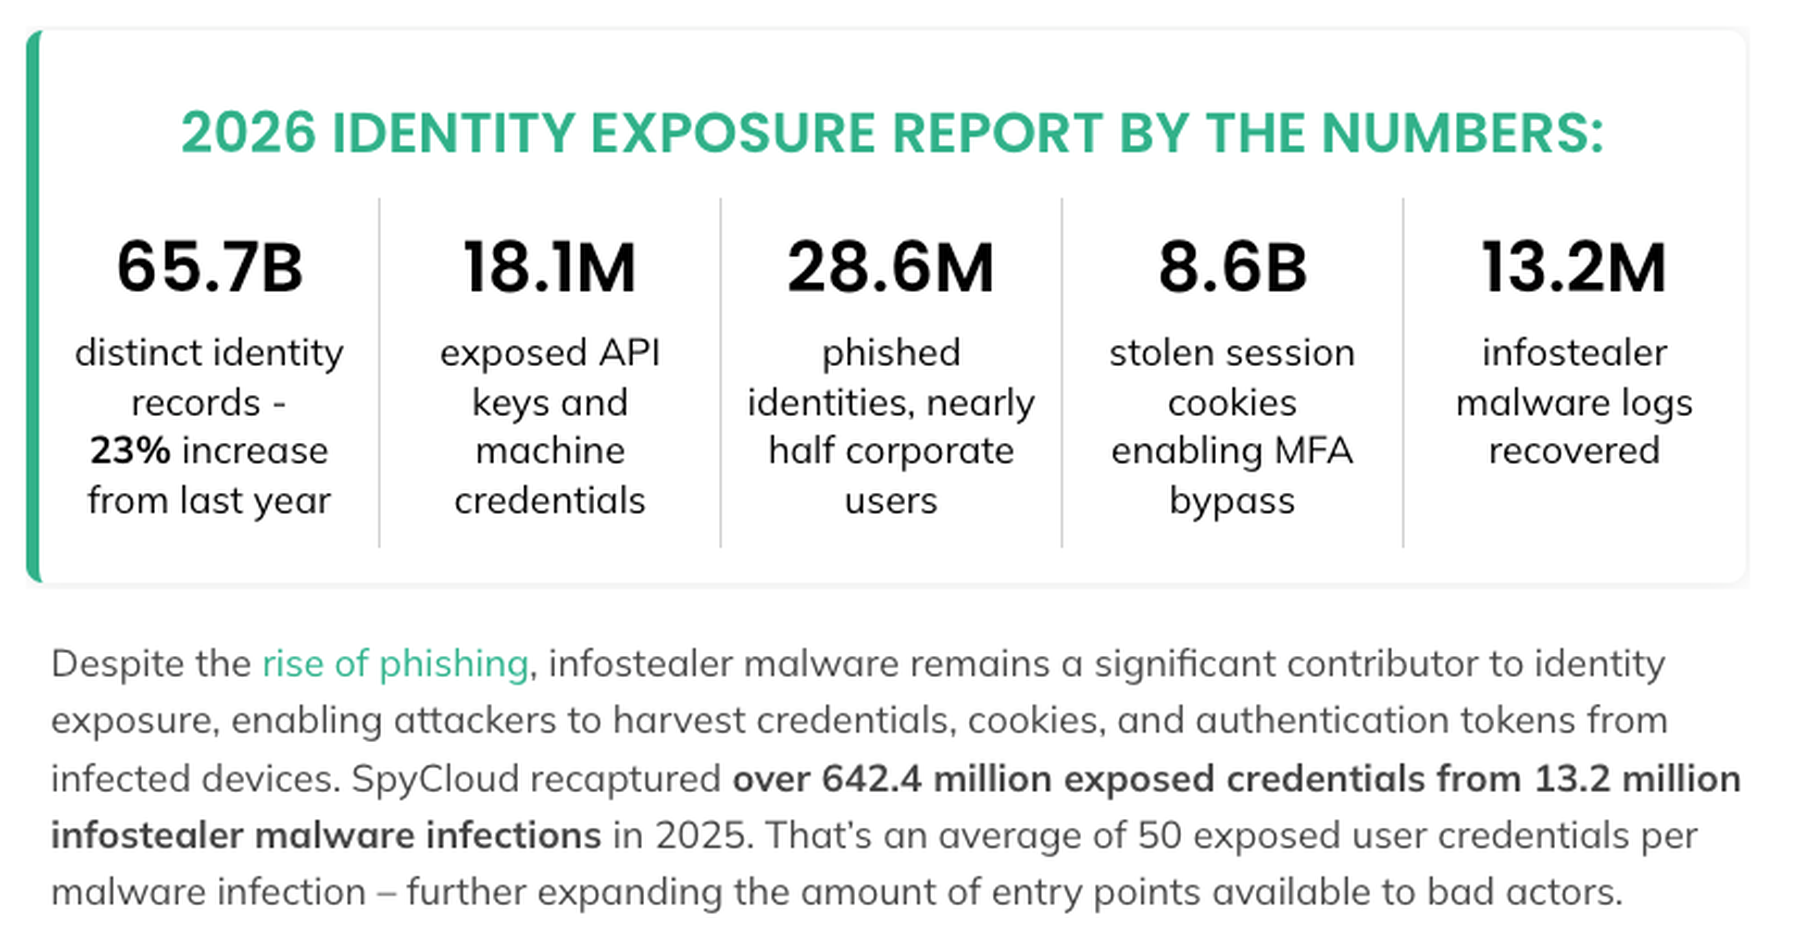 2026 IDENTITY EXPOSURE REPORT BY THE NUMBERS:
65.7B
distinct identity
records -
23% increase
from last year
18.1M
exposed API
keys and
machine
credentials
28.6M
phished
identities, nearly
half corporate
users
8.6B
stolen session
cookies
enabling MFA
bypass
13.2M
infostealer
malware logs
recovered
Despite the rise of phishing, infostealer malware remains a significant contributor to identity
exposure, enabling attackers to harvest credentials, cookies, and authentication tokens from
infected devices. SpyCloud recaptured over 642.4 million exposed credentials from 13.2 million
infostealer malware infections in 2025. That’s an average of 50 exposed user credentials per
malware infection – further expanding the amount of entry points available to bad actors.